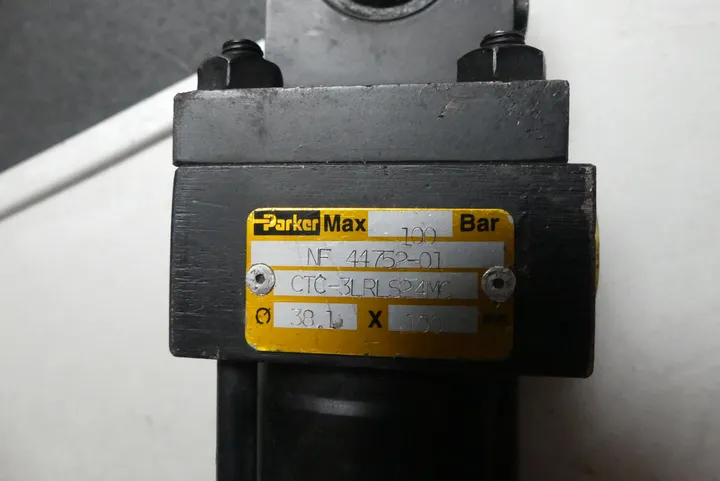 Parker Max 100 Bar
NF 44752-01
CTC-3LRLS24MC
Ø 38.1 X 100 mm